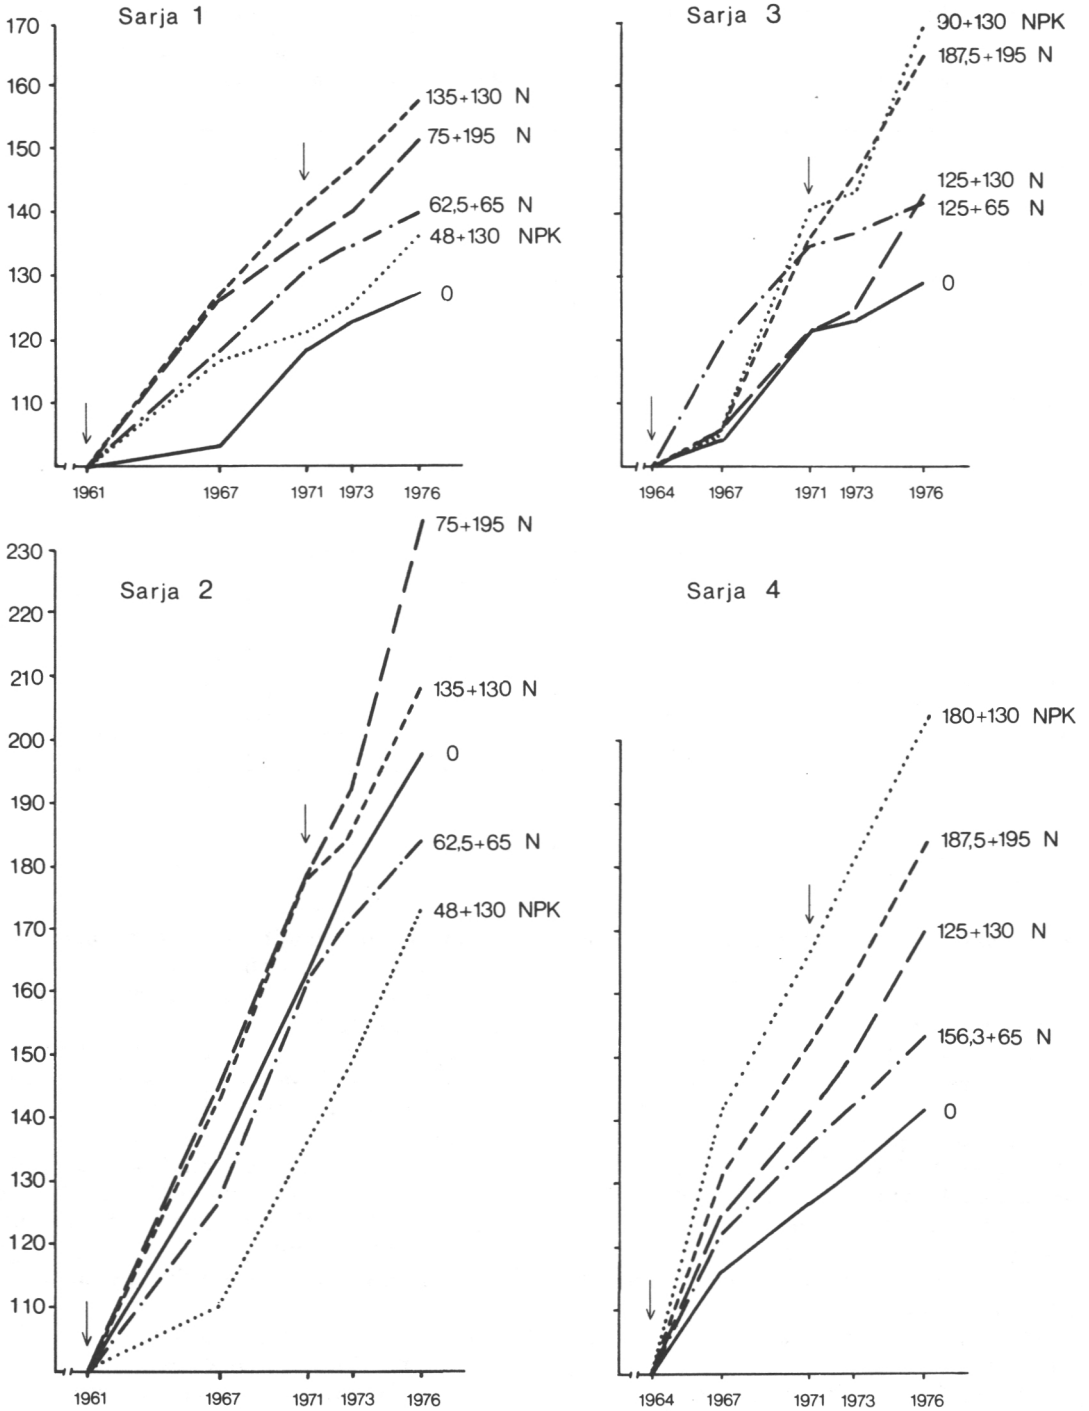 Sarja 1
170
160
150
140
130
120
110
135+130 N
75+195 N
62,5+65 N
48+130 NPK
0
1961 1967 1971 1973 1976
Sarja 3
90+130 NPK
187,5+195 N
125+130 N
125+65 N
0
1964 1967 1971 1973 1976
Sarja 2
230
220
210
200
190
180
170
160
150
140
130
120
110
75+195 N
135+130 N
0
62,5+65 N
48+130 NPK
1961 1967 1971 1973 1976
Sarja 4
180+130 NPK
187,5+195 N
125+130 N
156,3+65 N
0
1964 1967 1971 1973 1976